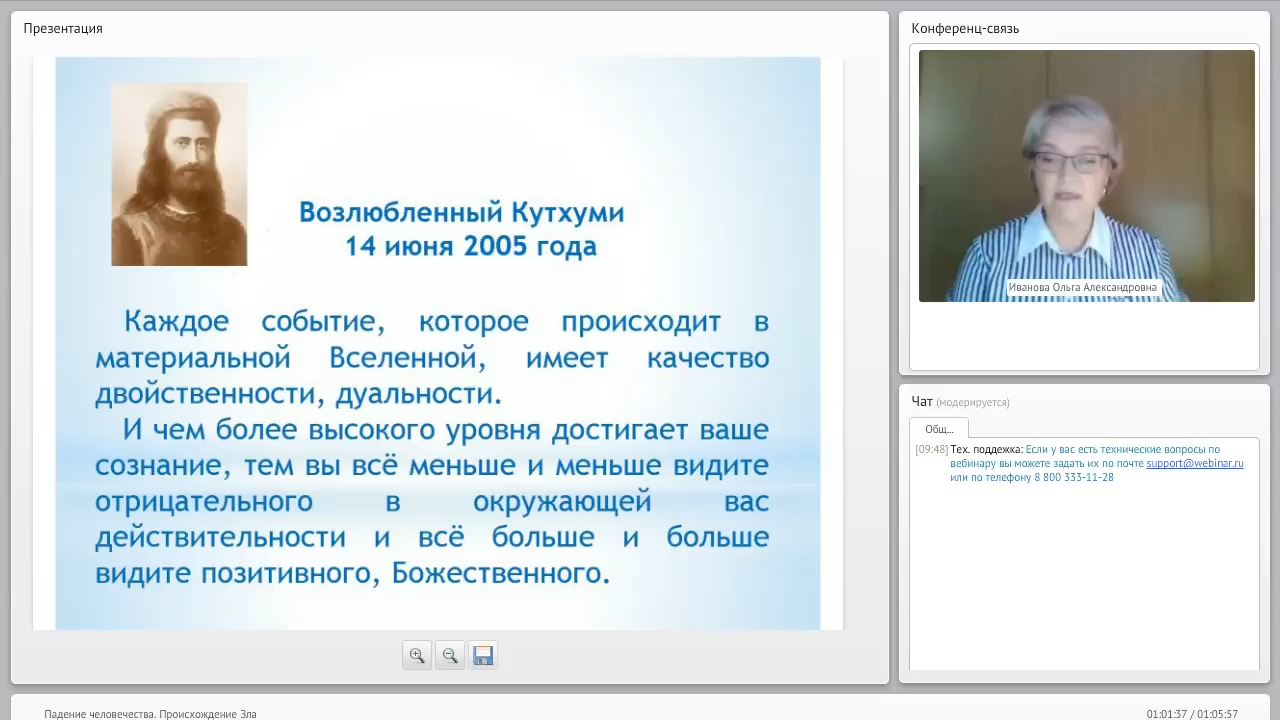 Презентация
Возлюбленный Кутхуми
14 июня 2005 года
Каждое событие, которое происходит в
материальной Вселенной, имеет качество
двойственности, дуальности.
И чем более высокого уровня достигает ваше
сознание, тем вы всё меньше и меньше видите
отрицательного в окружающей вас
действительности и всё больше и больше
видите позитивного, Божественного.
Конференц-связь
Иванова Ольга Александровна
Чат (модерируется)
Общ...
[09:48] Тех. поддежка: Если у вас есть технические вопросы по
вебинару вы можете задать их по почте support@webinar.ru
или по телефону 8 800 333-11-28
Падение человечества. Происхождение Зла
01:01:37 / 01:05:57